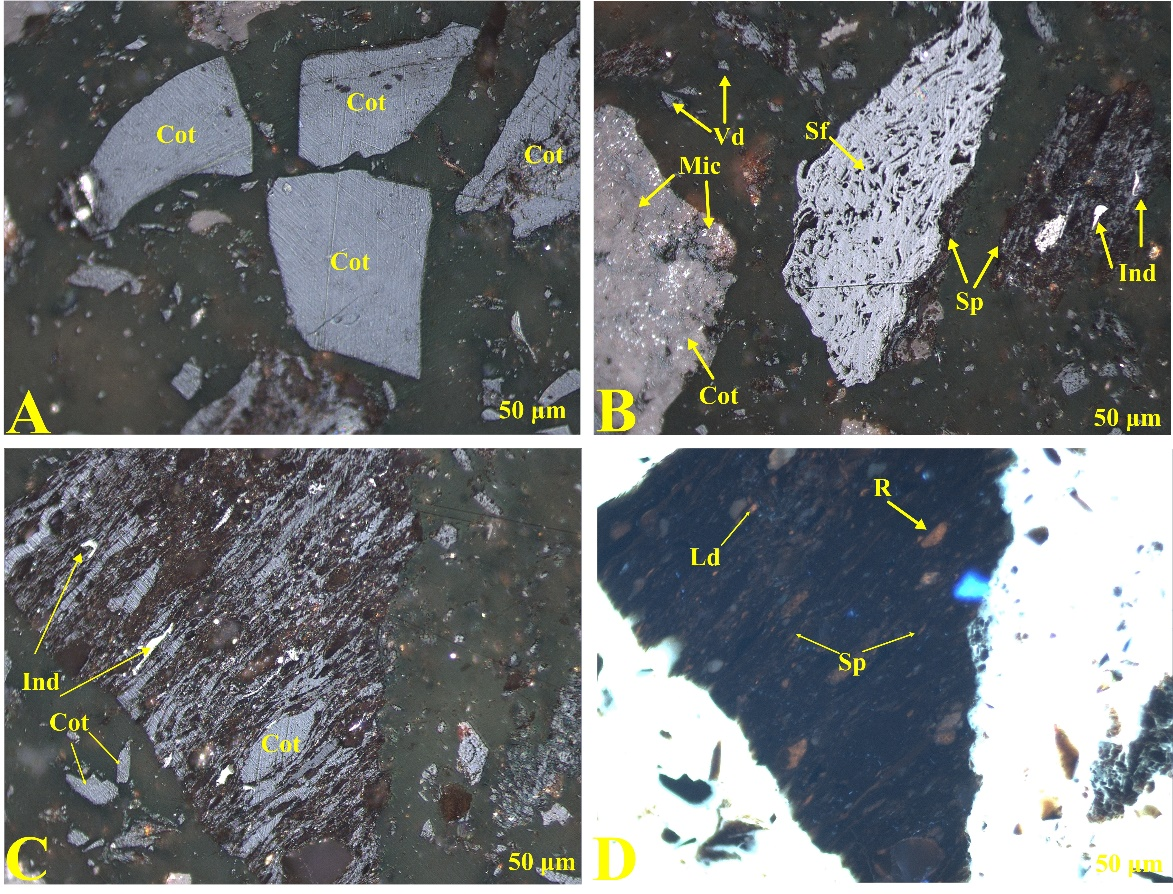 Cot
Cot
Cot
Cot
50 µm
A
Vd
Sf
Mic
Ind
Sp
Cot
50 µm
B
Ind
Cot
Cot
50 µm
C
R
Ld
Sp
50 µm
D